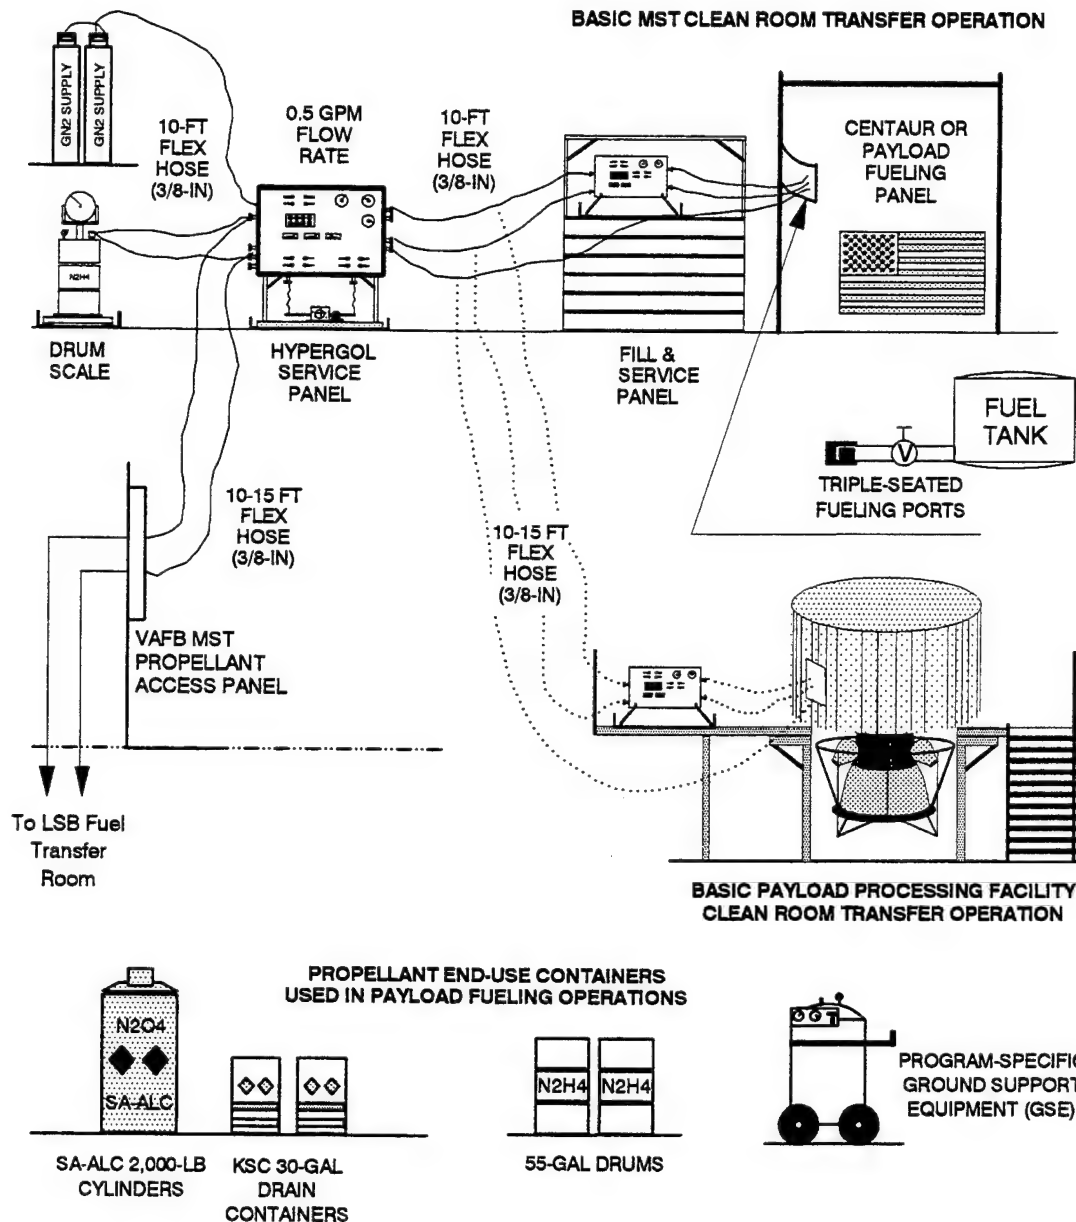 BASIC MST CLEAN ROOM TRANSFER OPERATION
GN2 SUPPLY
GN2 SUPPLY
10-FT
FLEX
HOSE
(3/8-IN)
0.5 GPM
FLOW
RATE
10-FT
FLEX
HOSE
(3/8-IN)
CENTAUR OR
PAYLOAD
FUELING
PANEL
N2H4
DRUM
SCALE
HYPERGOL
SERVICE
PANEL
FILL &
SERVICE
PANEL
FUEL
TANK
V
TRIPLE-SEATED
FUELING PORTS
10-15 FT
FLEX
HOSE
(3/8-IN)
10-15 FT
FLEX
HOSE
(3/8-IN)
VAFB MST
PROPELLANT
ACCESS PANEL
To LSB Fuel
Transfer
Room
BASIC PAYLOAD PROCESSING FACILITY
CLEAN ROOM TRANSFER OPERATION
PROPELLANT END-USE CONTAINERS
USED IN PAYLOAD FUELING OPERATIONS
N2O4
SA-ALC
N2H4
N2H4
PROGRAM-SPECIFIC
GROUND SUPPORT
EQUIPMENT (GSE)
SA-ALC 2,000-LB
CYLINDERS
KSC 30-GAL
DRAIN
CONTAINERS
55-GAL DRUMS